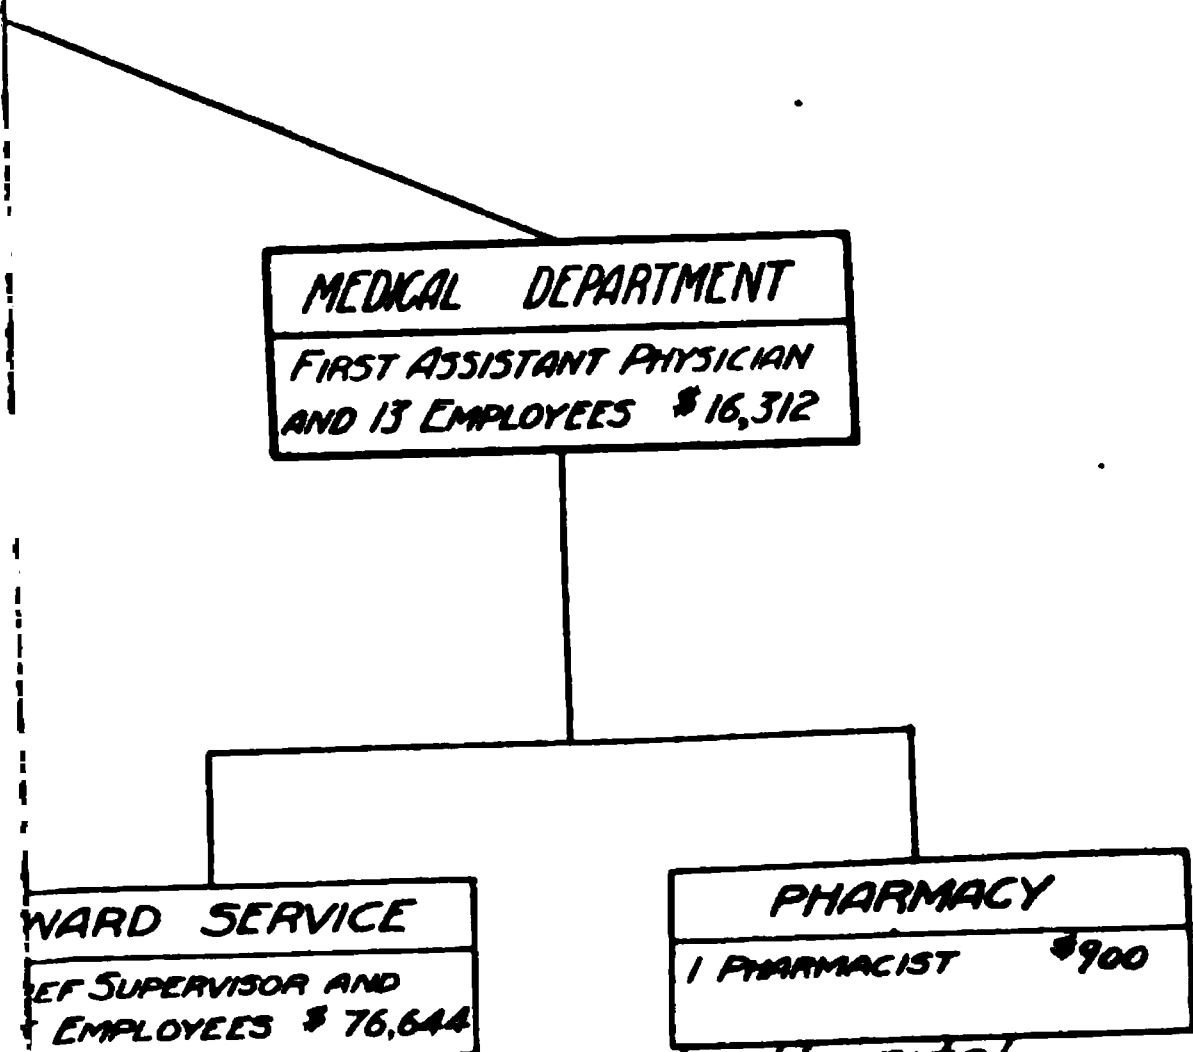 MEDICAL DEPARTMENT
FIRST ASSISTANT PHYSICIAN
AND 13 EMPLOYEES $16,312
WARD SERVICE
EF SUPERVISOR AND
EMPLOYEES $ 76,644
PHARMACY
1 PHARMACIST $900